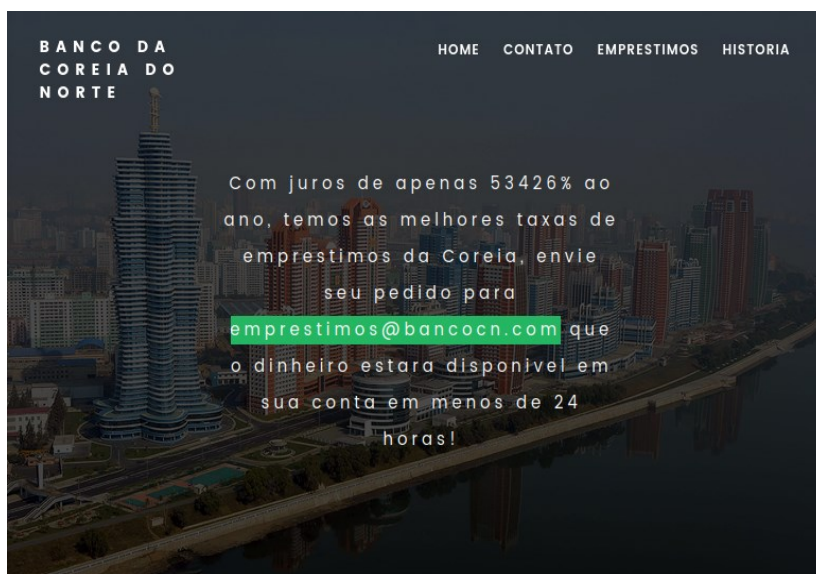 BANCO DA
COREIA DO
NORTE
HOME CONTATO EMPRESTIMOS HISTORIA
Com juros de apenas 53426% ao
ano, temos as melhores taxas de
emprestimos da Coreia, envie
seu pedido para
emprestimos@bancocn.com que
o dinheiro estara disponivel em
sua conta em menos de 24
horas!